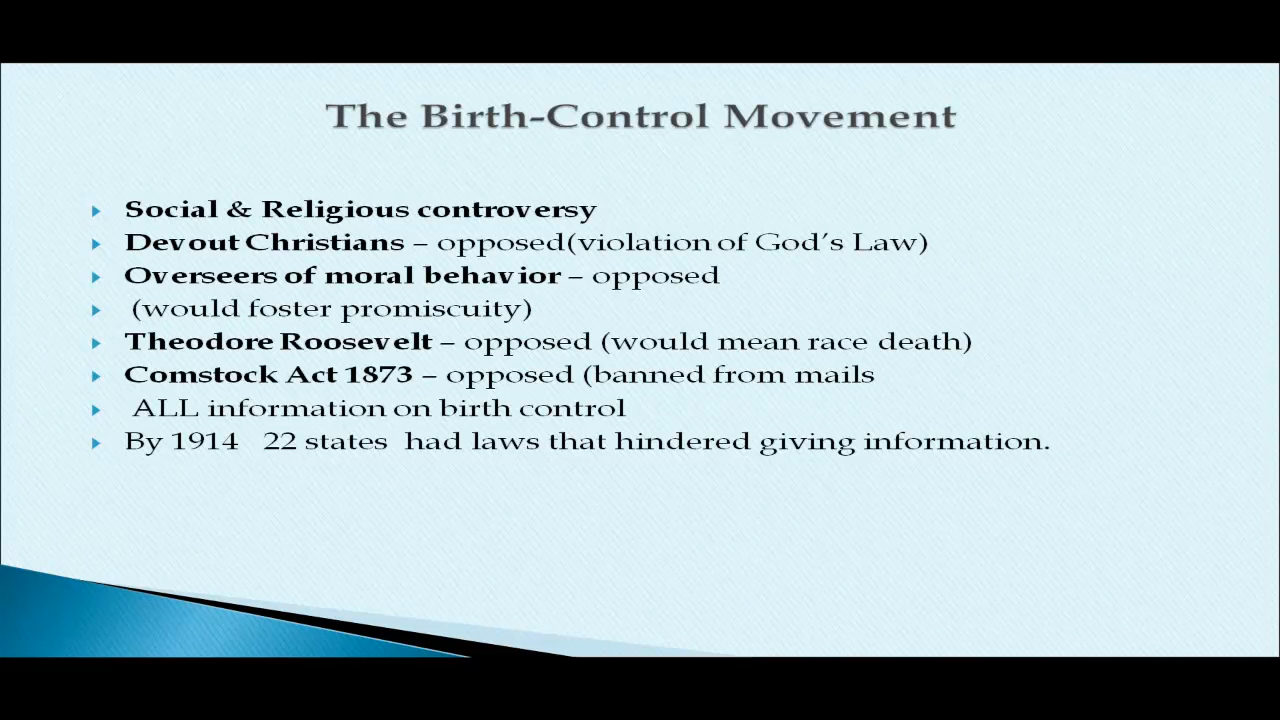 The Birth-Control Movement
Social & Religious controversy
Devout Christians – opposed(violation of God's Law)
Overseers of moral behavior – opposed
(would foster promiscuity)
Theodore Roosevelt – opposed (would mean race death)
Comstock Act 1873 – opposed (banned from mails
ALL information on birth control
By 1914 22 states had laws that hindered giving information.